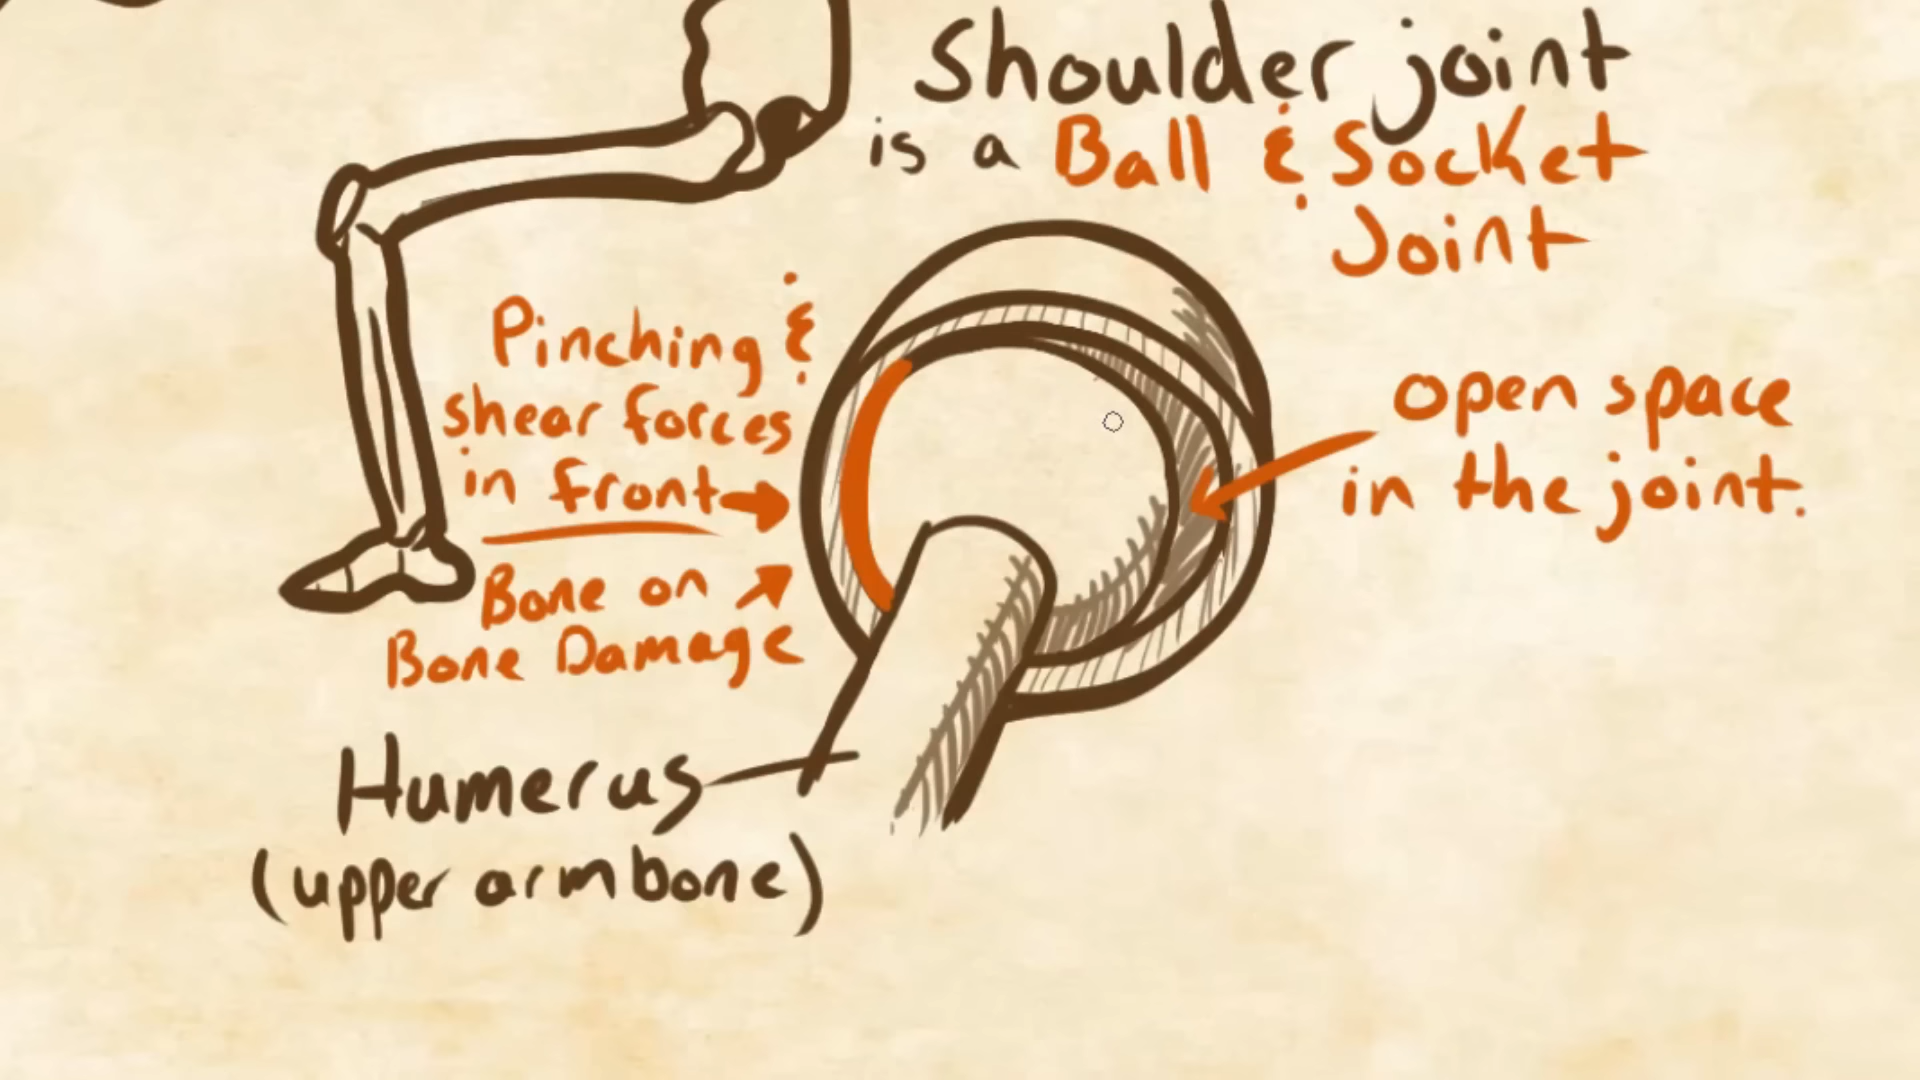 Shoulder joint
is a Ball & Socket
Joint
Pinching &
shear forces
in front
Bone on
Bone Damage
open space
in the joint.
Humerus
(upper arm bone)